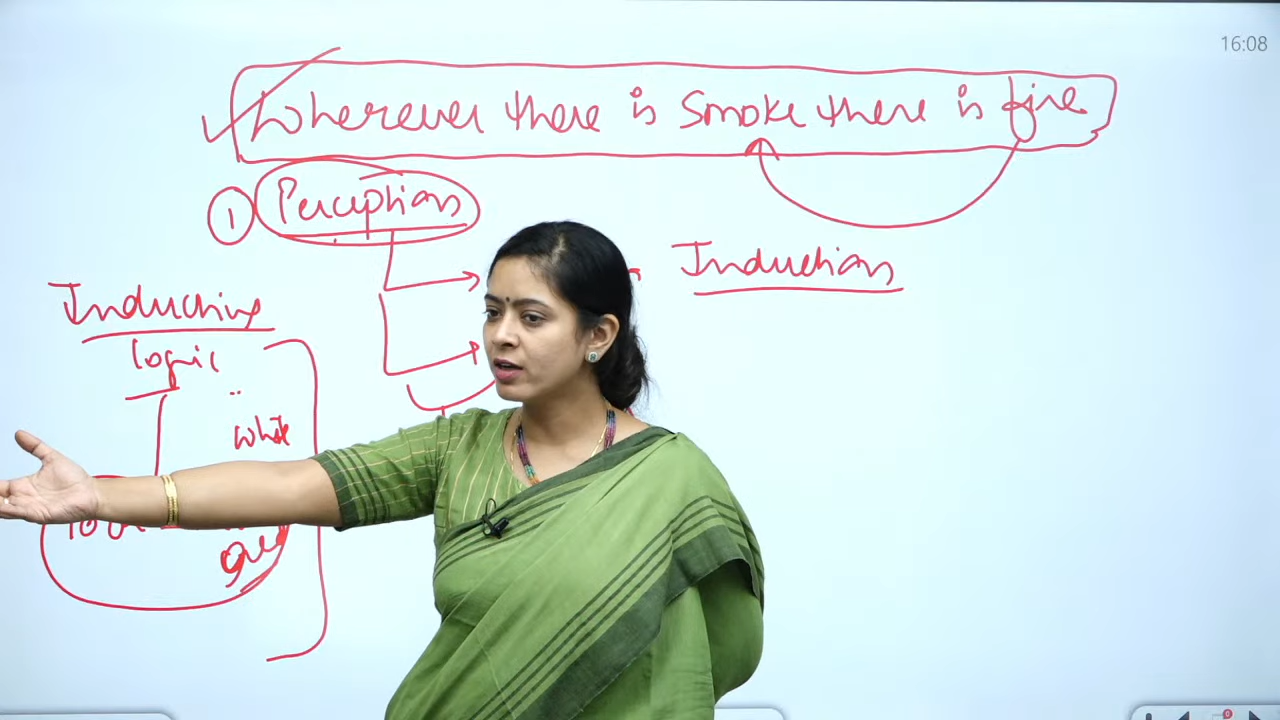 16:08
Wherever there is smoke there is fire
① Perception
Induction
Inductive
logic
white